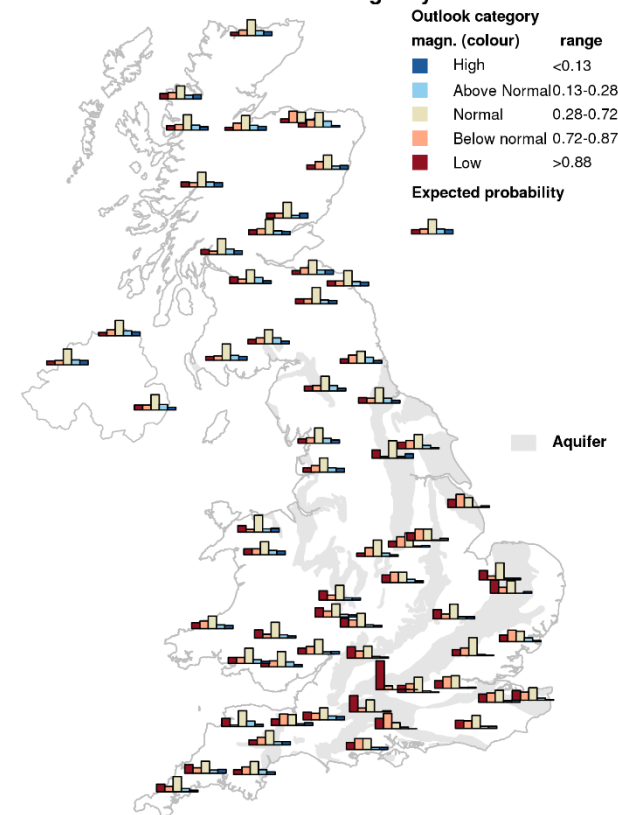 Outlook category
magn. (colour) range
High <0.13
Above Normal 0.13-0.28
Normal 0.28-0.72
Below normal 0.72-0.87
Low >0.88
Expected probability
Aquifer